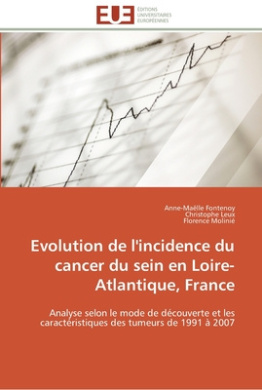 EUE
EDITIONS
UNIVERSITAIRES
EUROPEENNES
Anne-Maëlle Fontenoy
Christophe Leux
Florence Molinié
Evolution de l'incidence du
cancer du sein en Loire-
Atlantique, France
Analyse selon le mode de découverte et les
caractéristiques des tumeurs de 1991 à 2007